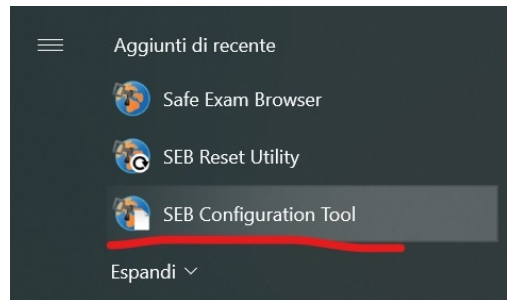 Aggiunti di recente
Safe Exam Browser
SEB Reset Utility
SEB Configuration Tool
Espandi